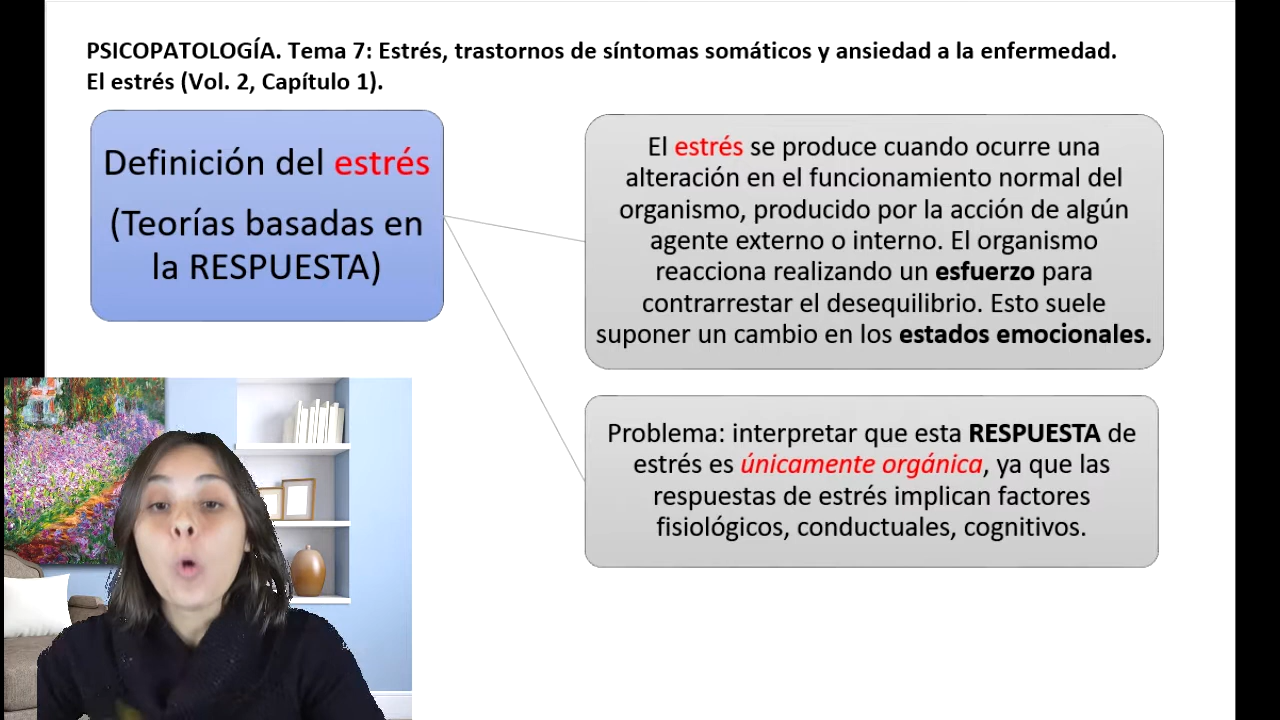 PSICOPATOLOGÍA. Tema 7: Estrés, trastornos de síntomas somáticos y ansiedad a la enfermedad.
El estrés (Vol. 2, Capítulo 1).
Definición del estrés
(Teorías basadas en
la RESPUESTA)
El estrés se produce cuando ocurre una
alteración en el funcionamiento normal del
organismo, producido por la acción de algún
agente externo o interno. El organismo
reacciona realizando un esfuerzo para
contrarrestar el desequilibrio. Esto suele
suponer un cambio en los estados emocionales.
Problema: interpretar que esta RESPUESTA de
estrés es únicamente orgánica, ya que las
respuestas de estrés implican factores
fisiológicos, conductuales, cognitivos.